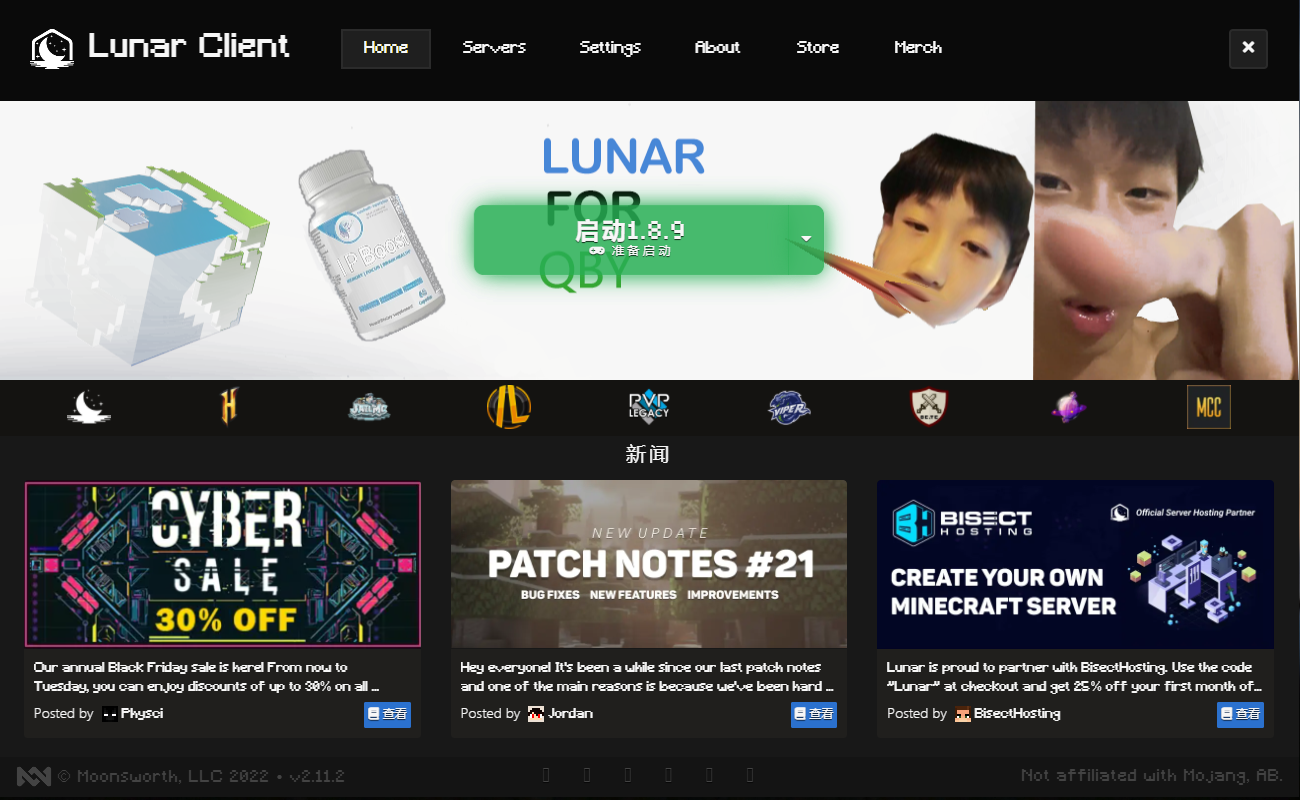 Lunar Client
Home
Servers
Settings
About
Store
Merch
LUNAR
FOR
QBY
启动1.8.9
准备启动
IP Boost
PVP
LEGACY
VIPER
MCC
新闻
CYBER
SALE
30% OFF
NEW UPDATE
PATCH NOTES #21
BUG FIXES NEW FEATURES IMPROVEMENTS
BISECT
HOSTING
Official Server Hosting Partner
CREATE YOUR OWN
MINECRAFT SERVER
Our annual Black Friday sale is here! From now to
Tuesday, you can enjoy discounts of up to 30% on all ...
Posted by Physci
查看
Hey everyone! It's been a while since our last patch notes
and one of the main reasons is because we've been hard ...
Posted by Jordan
查看
Lunar is proud to partner with BisectHosting. Use the code
"Lunar" at checkout and get 25% off your first month of...
Posted by BisectHosting
查看
© Moonsworth, LLC 2022 • v2.11.2
Not affiliated with Mojang, AB.